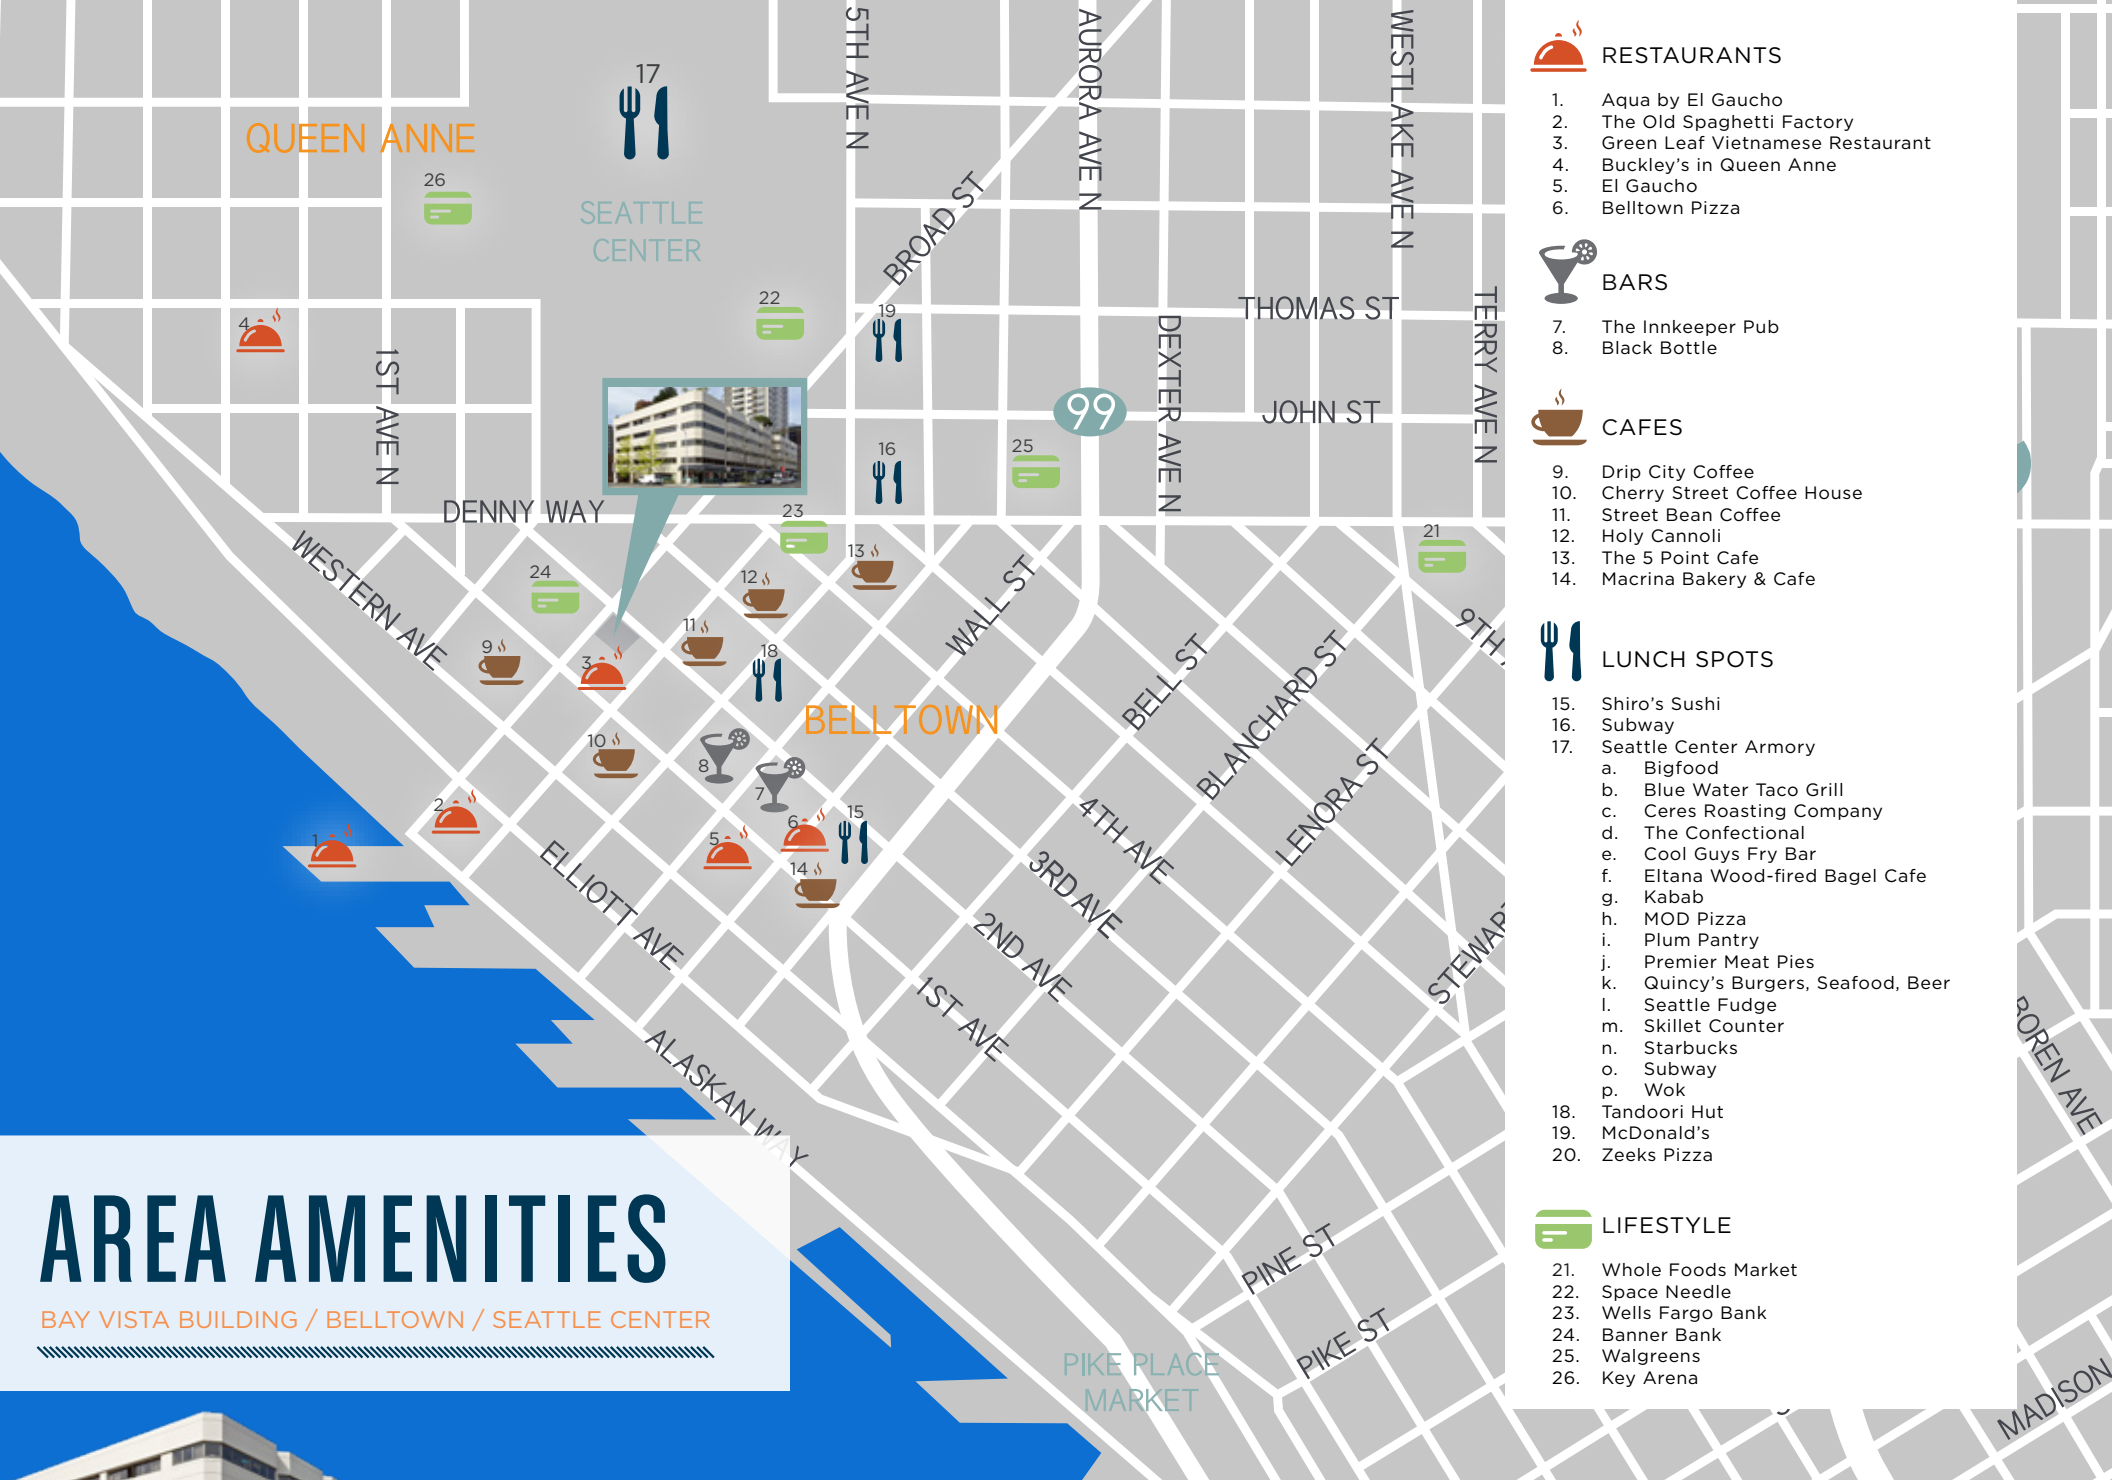 5TH AVE N
AURORA AVE N
WESTLAKE AVE N
17
QUEEN ANNE
26
SEATTLE
CENTER
BROAD ST
22
19
THOMAS ST
TERRY AVE N
4
1ST AVE N
DEXTER AVE N
99
JOHN ST
16
25
DENNY WAY
23
21
13
WESTERN AVE
24
12
WALL ST
9TH
11
9
3
18
BELL ST
BLANCHARD ST
BELLTOWN
10
8
7
LENORA ST
2
1
5
6
15
14
4TH AVE
3RD AVE
2ND AVE
1ST AVE
ELLIOTT AVE
ALASKAN WAY
PINE ST
PIKE ST
PIKE PLACE
MARKET
BOREN AVE
MADISON
AREA AMENITIES
BAY VISTA BUILDING / BELLTOWN / SEATTLE CENTER
RESTAURANTS
1. Aqua by El Gaucho
2. The Old Spaghetti Factory
3. Green Leaf Vietnamese Restaurant
4. Buckley's in Queen Anne
5. El Gaucho
6. Belltown Pizza
BARS
7. The Innkeeper Pub
8. Black Bottle
CAFES
9. Drip City Coffee
10. Cherry Street Coffee House
11. Street Bean Coffee
12. Holy Cannoli
13. The 5 Point Cafe
14. Macrina Bakery & Cafe
LUNCH SPOTS
15. Shiro's Sushi
16. Subway
17. Seattle Center Armory
a. Bigfood
b. Blue Water Taco Grill
c. Ceres Roasting Company
d. The Confectional
e. Cool Guys Fry Bar
f. Eltana Wood-fired Bagel Cafe
g. Kabab
h. MOD Pizza
i. Plum Pantry
j. Premier Meat Pies
k. Quincy's Burgers, Seafood, Beer
l. Seattle Fudge
m. Skillet Counter
n. Starbucks
o. Subway
p. Wok
18. Tandoori Hut
19. McDonald's
20. Zeeks Pizza
LIFESTYLE
21. Whole Foods Market
22. Space Needle
23. Wells Fargo Bank
24. Banner Bank
25. Walgreens
26. Key Arena